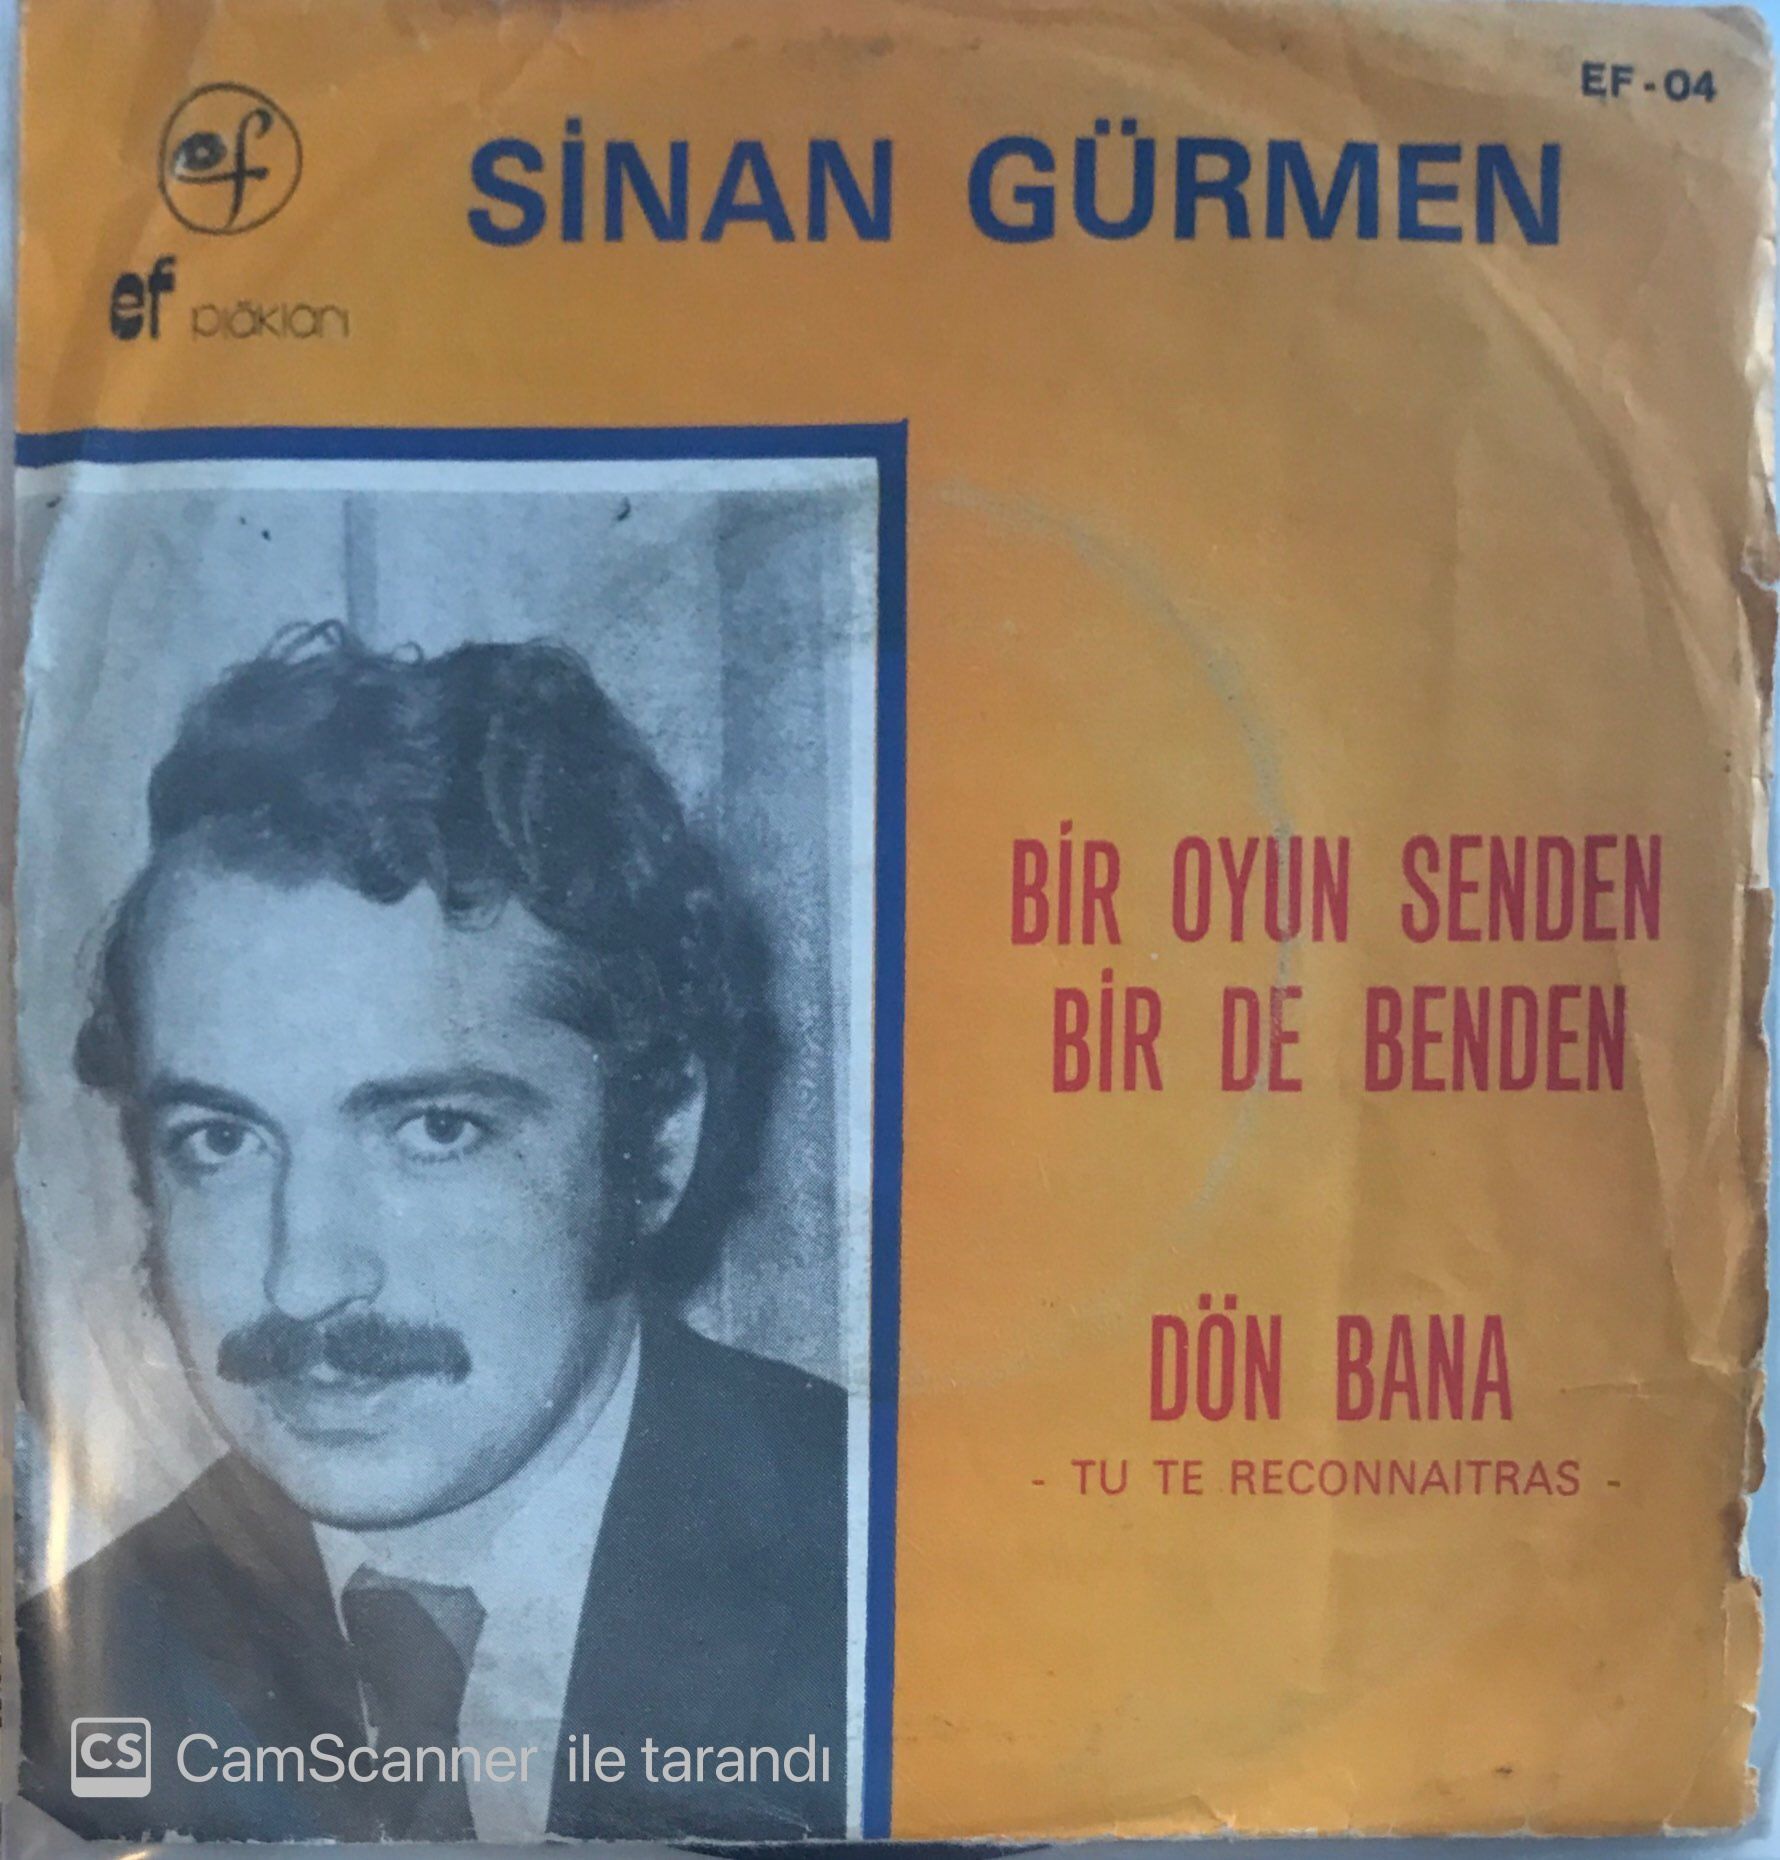 EF - 04
SİNAN GÜRMEN
ef
ef plâkları
BİR OYUN SENDEN
BİR DE BENDEN
DÖN BANA
- TU TE RECONNAITRAS -
CS CamScanner ile tarandı